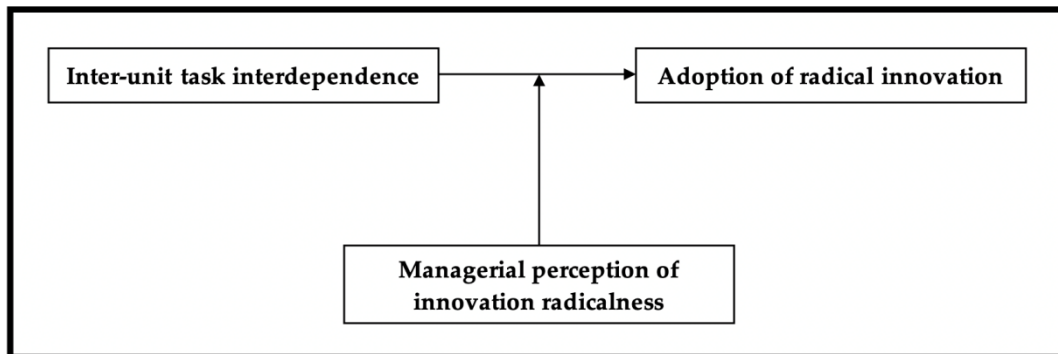 Inter-unit task interdependence
Adoption of radical innovation
Managerial perception of
innovation radicalness